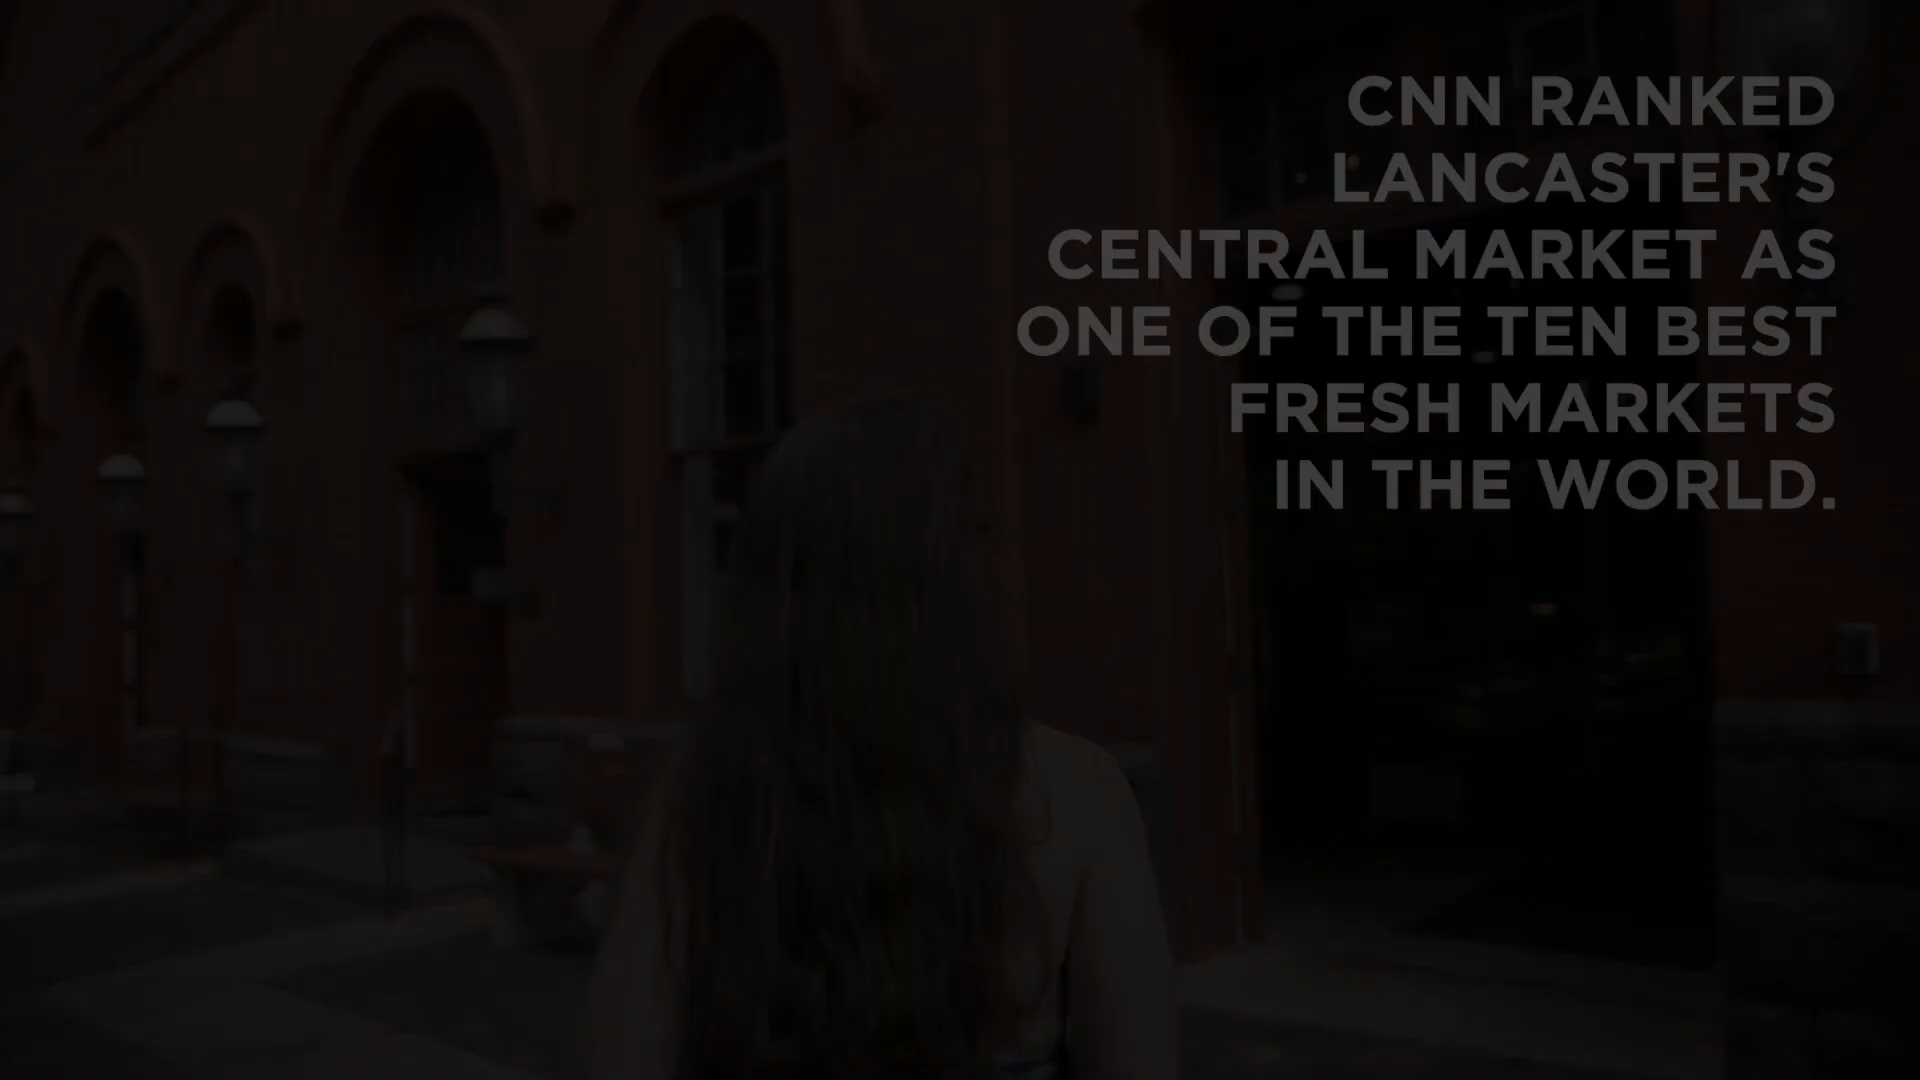 CNN RANKED
LANCASTER'S
CENTRAL MARKET AS
ONE OF THE TEN BEST
FRESH MARKETS
IN THE WORLD.